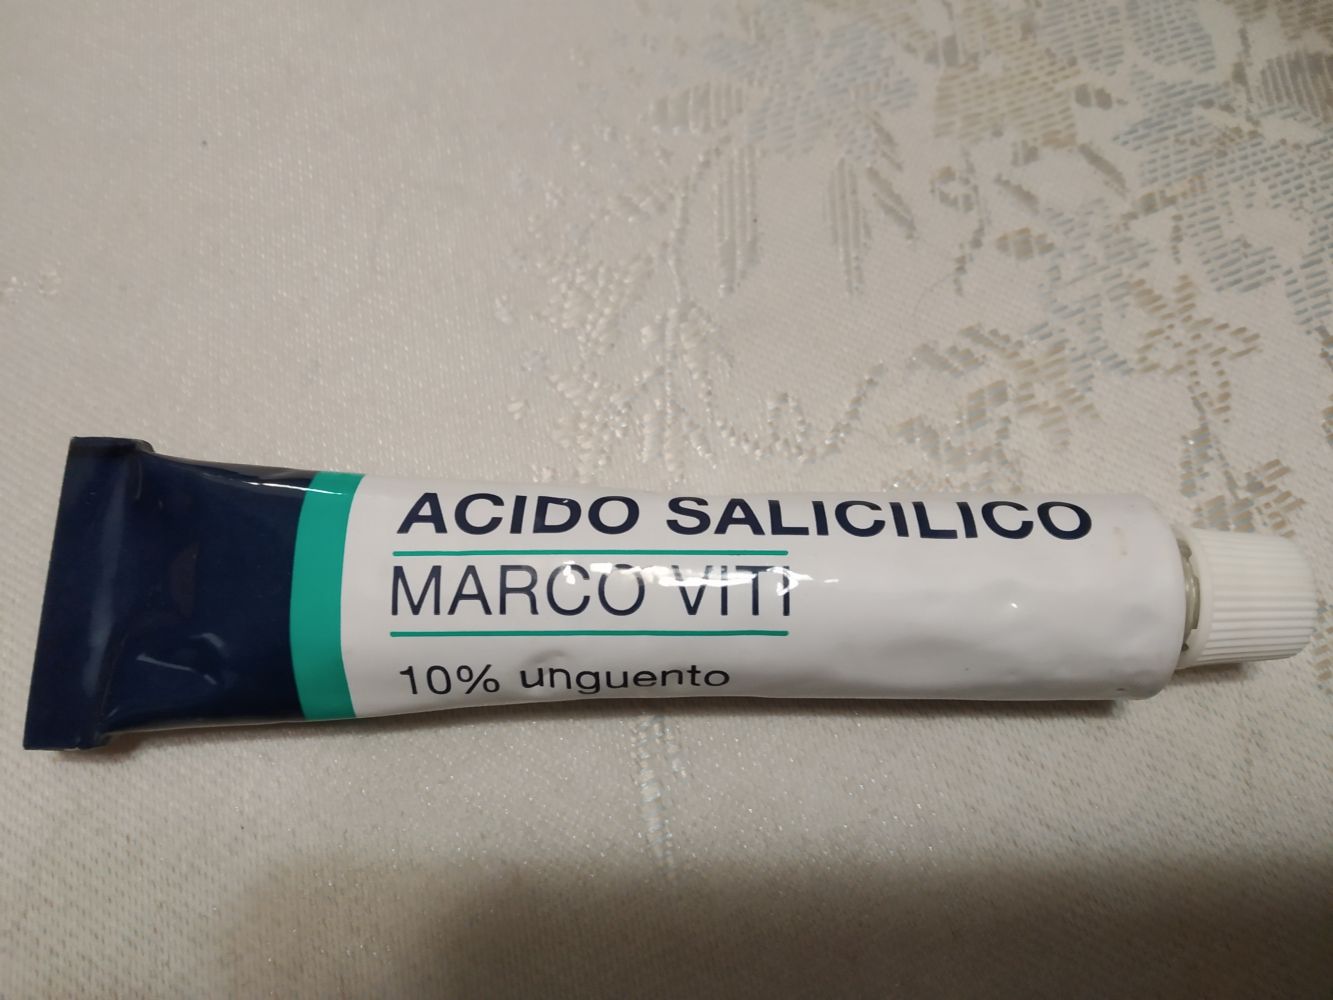 ACIDO SALICILICO
MARCO VITI
10% unguento